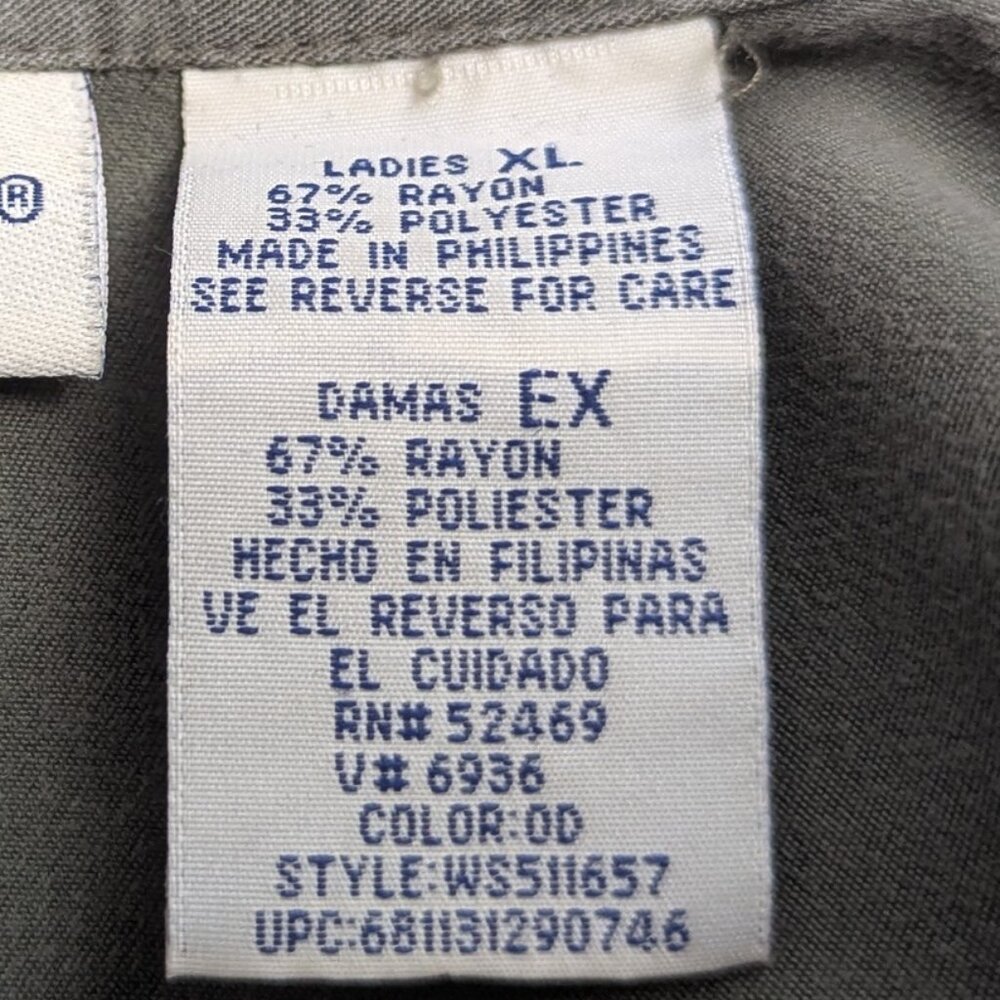 ®
LADIES XL
67% RAYON
33% POLYESTER
MADE IN PHILIPPINES
SEE REVERSE FOR CARE
DAMAS EX
67% RAYON
33% POLIESTER
HECHO EN FILIPINAS
VE EL REVERSO PARA
EL CUIDADO
RN# 52469
V# 6936
COLOR:OD
STYLE:WS511657
UPC:681131290746